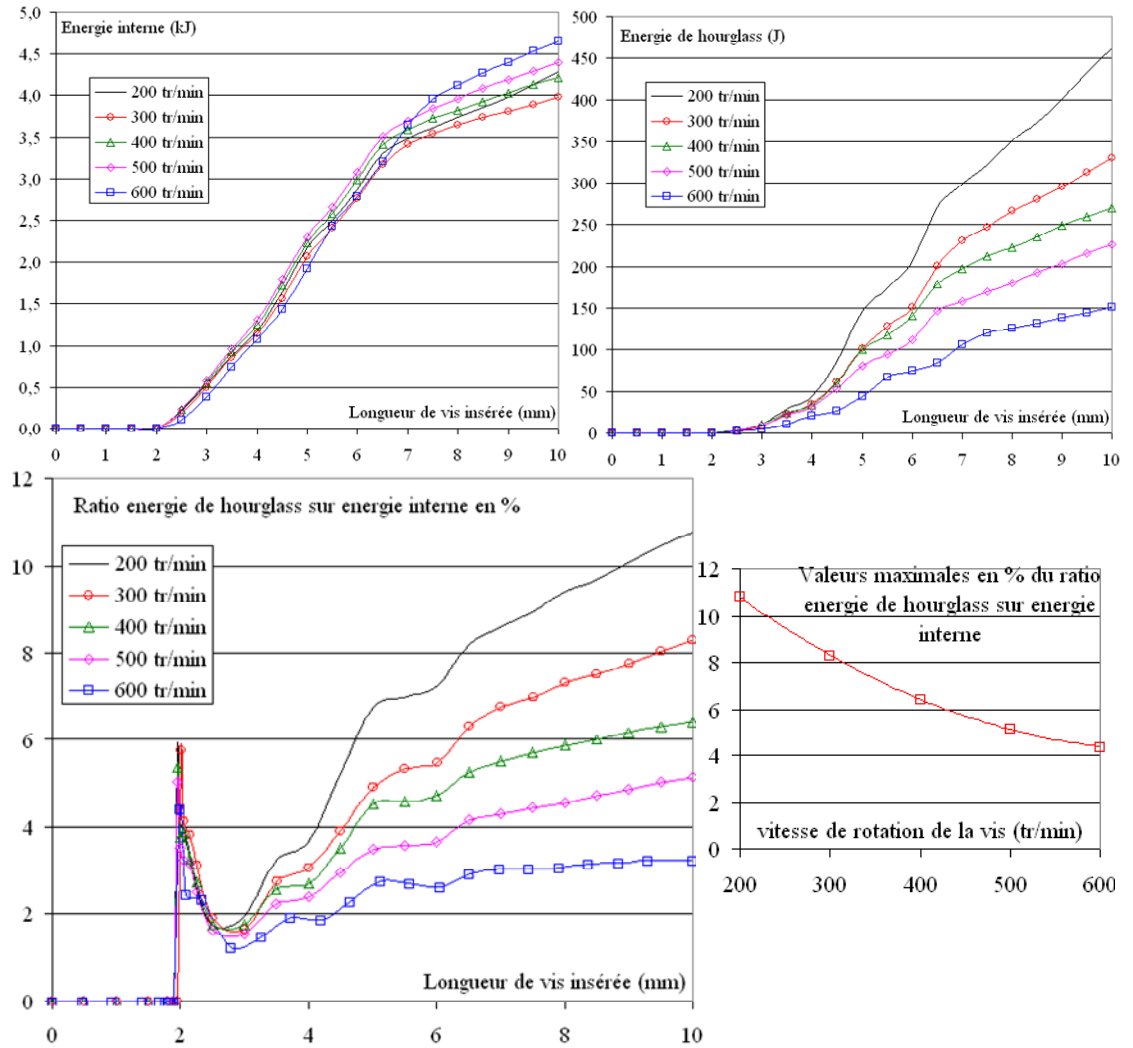 Energie interne (kJ)
5,0
4,5
4,0
3,5
3,0
2,5
2,0
1,5
1,0
0,5
0,0
200 tr/min
300 tr/min
400 tr/min
500 tr/min
600 tr/min
Longueur de vis insérée (mm)
0 1 2 3 4 5 6 7 8 9 10
Energie de hourglass (J)
500
450
400
350
300
250
200
150
100
50
0
200 tr/min
300 tr/min
400 tr/min
500 tr/min
600 tr/min
Longueur de vis insérée (mm)
0 1 2 3 4 5 6 7 8 9 10
Ratio energie de hourglass sur energie interne en %
12
10
8
6
4
2
0
200 tr/min
300 tr/min
400 tr/min
500 tr/min
600 tr/min
Longueur de vis insérée (mm)
0 2 4 6 8 10
Valeurs maximales en % du ratio
energie de hourglass sur energie
interne
12
10
8
6
4
2
0
vitesse de rotation de la vis (tr/min)
200 300 400 500 600